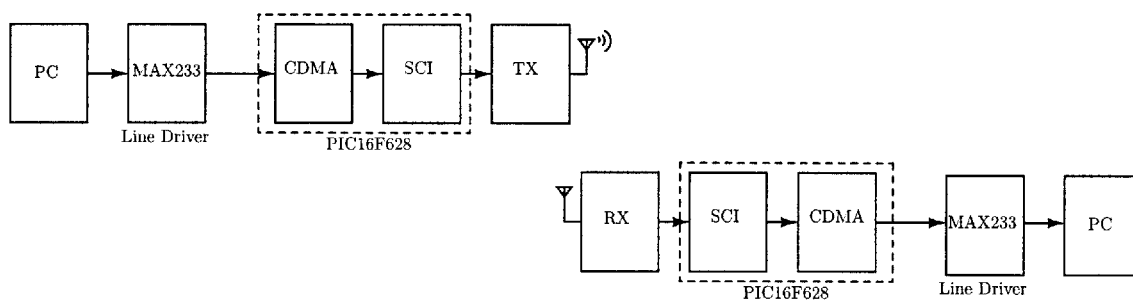 PC
MAX233
CDMA
SCI
TX
Line Driver
PIC16F628
RX
SCI
CDMA
MAX233
PC
Line Driver
PIC16F628